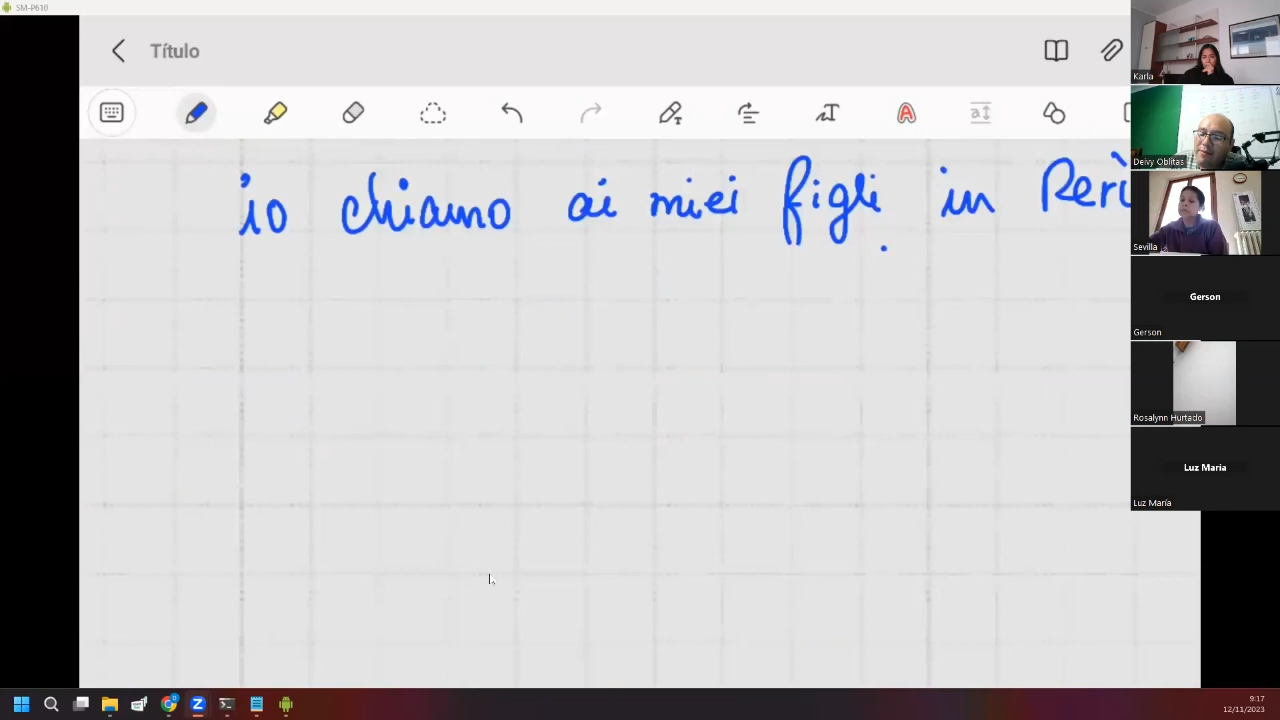 SM-P610
Título
io chiamo ai miei figli in
Karla
Deivy Oblitas
Sevilla
Gerson
Gerson
Rosalynn Hurtado
Luz María
Luz María
9:17
12/11/2023